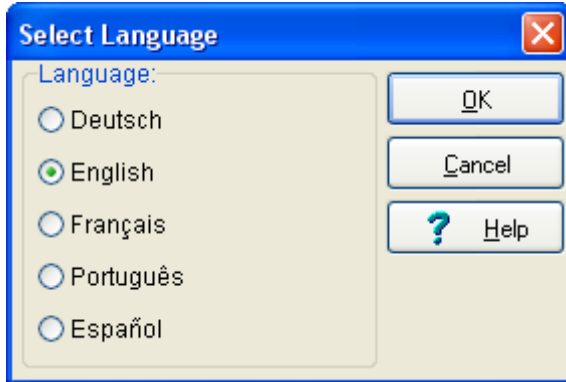 Select Language
Language:
Deutsch
English
Français
Português
Español
OK
Cancel
? Help